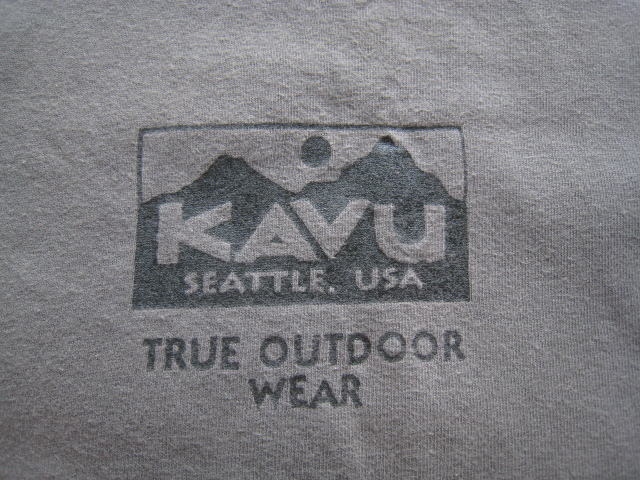 KAVU
SEATTLE, USA
TRUE OUTDOOR
WEAR